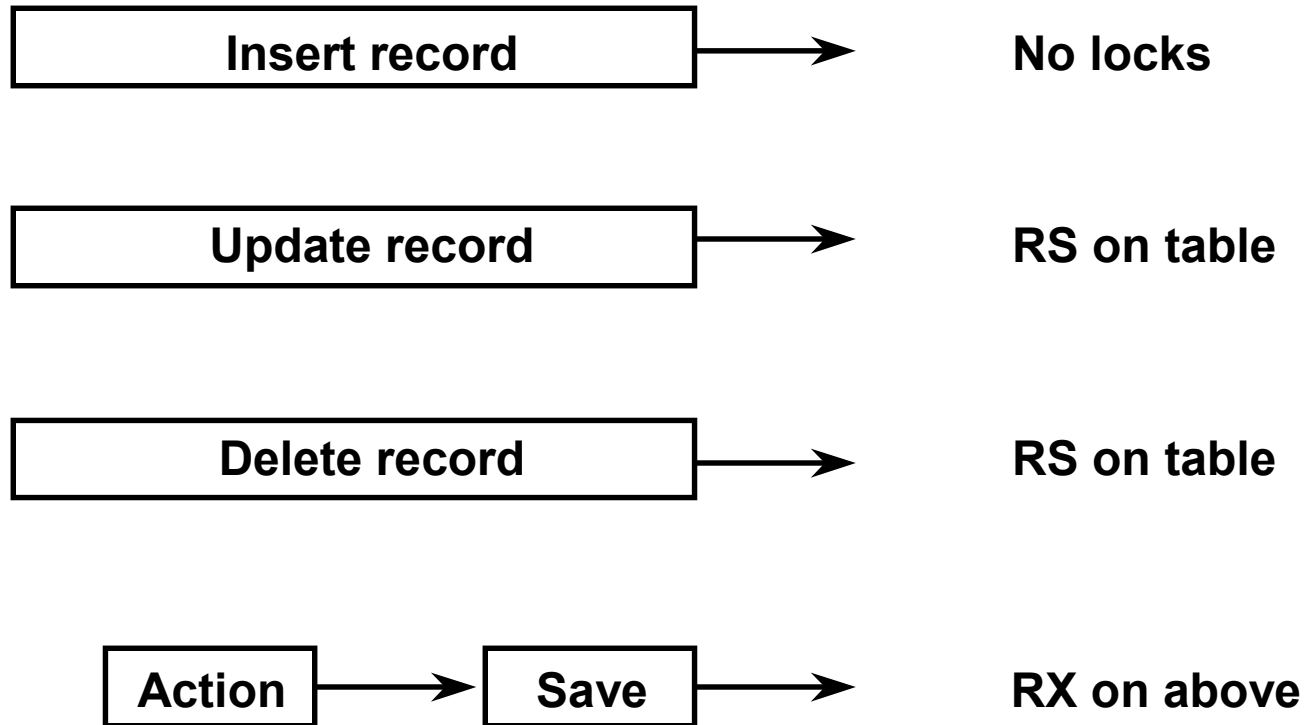 Insert record No locks
Update record RS on table
Delete record RS on table
Action Save RX on above